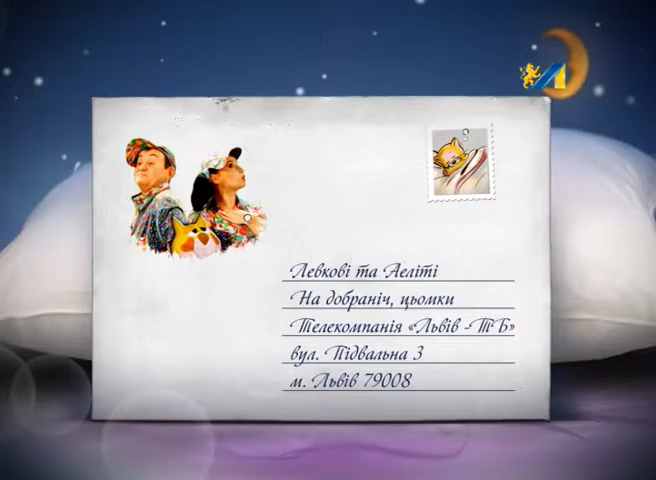 Левкові та Аеліті
На добраніч, цьомки
Телекомпанія «Львів -ТБ»
вул. Підвальна 3
м. Львів 79008